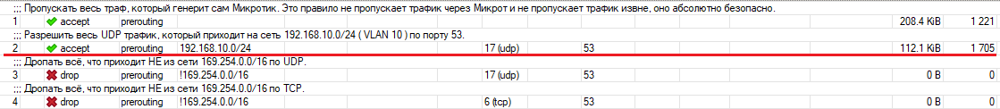 ;;; Пропускать весь траф, который генерит сам Микротик. Это правило не пропускает трафик через Микрот и не пропускает трафик извне, оно абсолютно безопасно.
1 accept prerouting 208.4 KiB 1 221
;;; Разрешить весь UDP трафик, который приходит на сеть 192.168.10.0/24 ( VLAN 10 ) по порту 53.
2 accept prerouting 192.168.10.0/24 17 (udp) 53 112.1 KiB 1 705
;;; Дропать всё, что приходит НЕ из сети 169.254.0.0/16 по UDP.
3 drop prerouting !169.254.0.0/16 17 (udp) 53 0 B 0
;;; Дропать всё, что приходит НЕ из сети 169.254.0.0/16 по TCP.
4 drop prerouting !169.254.0.0/16 6 (tcp) 53 0 B 0